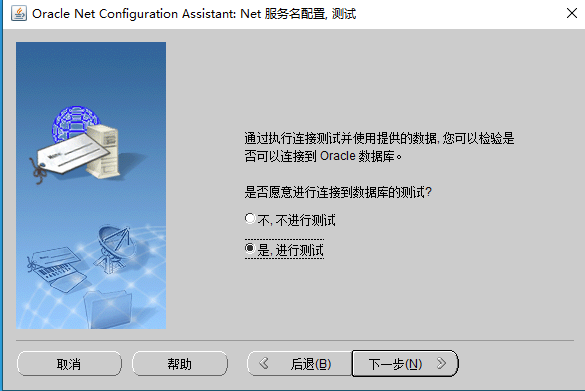 Oracle Net Configuration Assistant: Net 服务名配置, 测试
通过执行连接测试并使用提供的数据, 您可以检验是
否可以连接到 Oracle 数据库。
是否愿意进行连接到数据库的测试?
不, 不进行测试
是, 进行测试
取消
帮助
后退(B)
下一步(N)